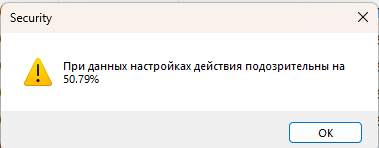 Security
При данных настройках действия подозрительны на
50.79%
OK